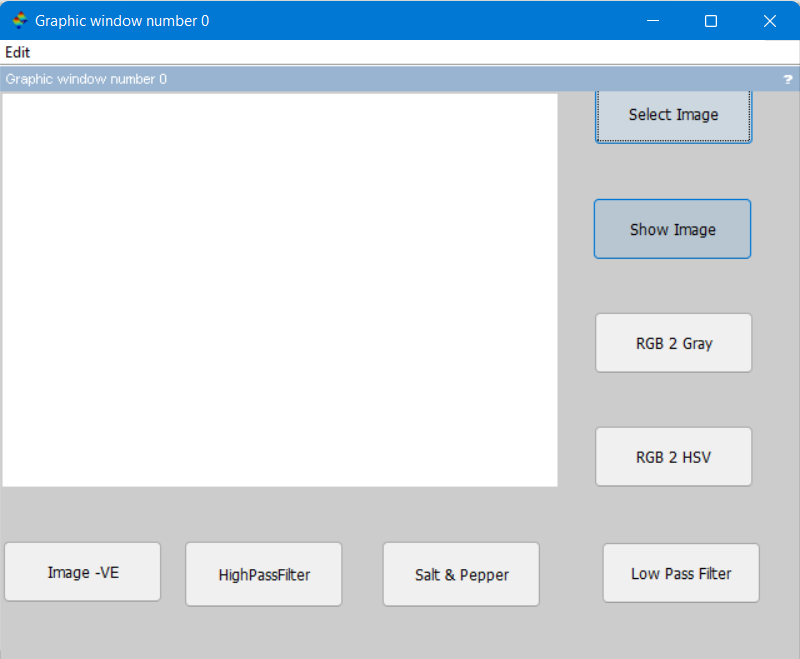 Graphic window number 0
Edit
Graphic window number 0
?
Select Image
Show Image
RGB 2 Gray
RGB 2 HSV
Image -VE
HighPassFilter
Salt & Pepper
Low Pass Filter